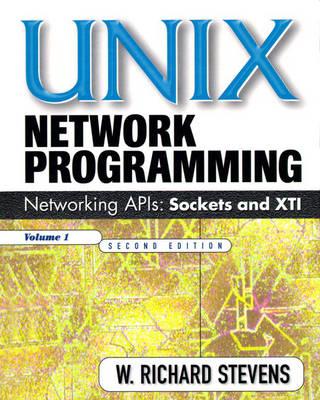 UNIX
NETWORK
PROGRAMMING
Networking APIs: Sockets and XTI
Volume 1
SECOND EDITION
W. RICHARD STEVENS